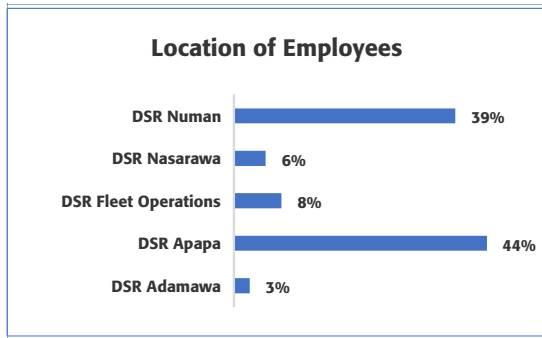 Location of Employees
DSR Numan 39%
DSR Nasarawa 6%
DSR Fleet Operations 8%
DSR Apapa 44%
DSR Adamawa 3%